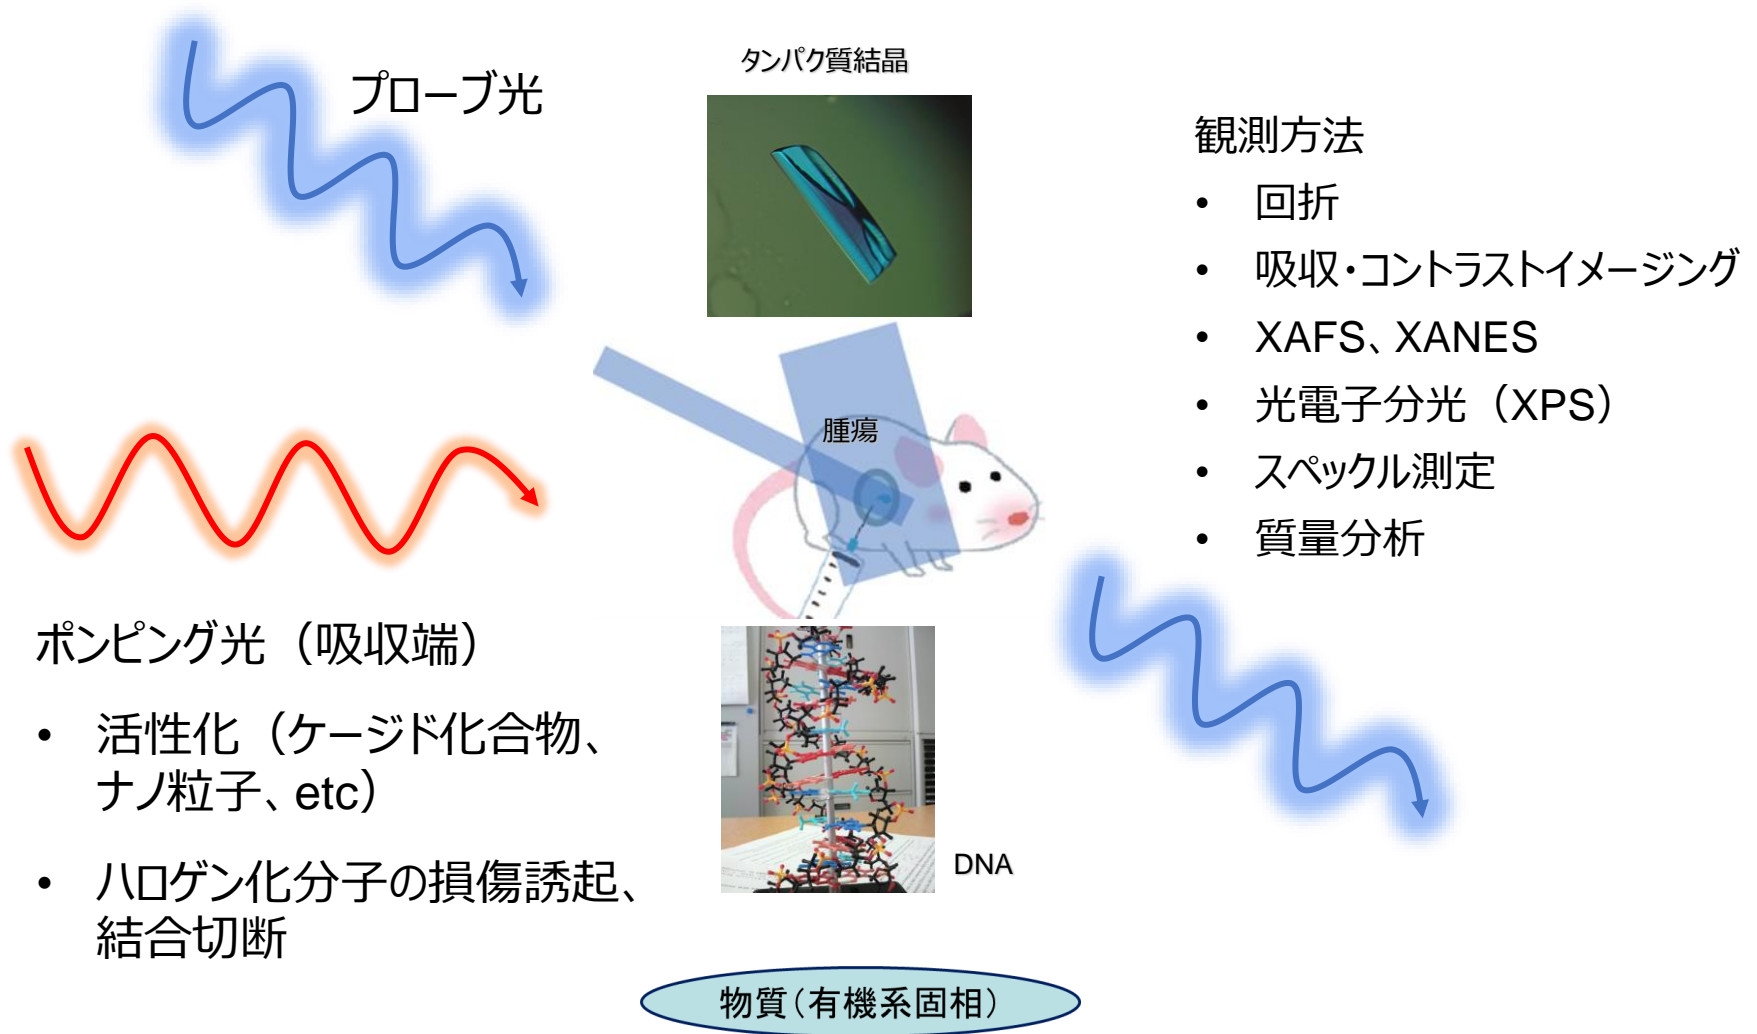 プローブ光
タンパク質結晶
観測方法
• 回折
• 吸収・コントラストイメージング
• XAFS、XANES
• 光電子分光（XPS）
• スペックル測定
• 質量分析
腫瘍
ポンピング光（吸収端）
• 活性化（ケージド化合物、
ナノ粒子、etc）
• ハロゲン化分子の損傷誘起、
結合切断
DNA
物質（有機系固相）